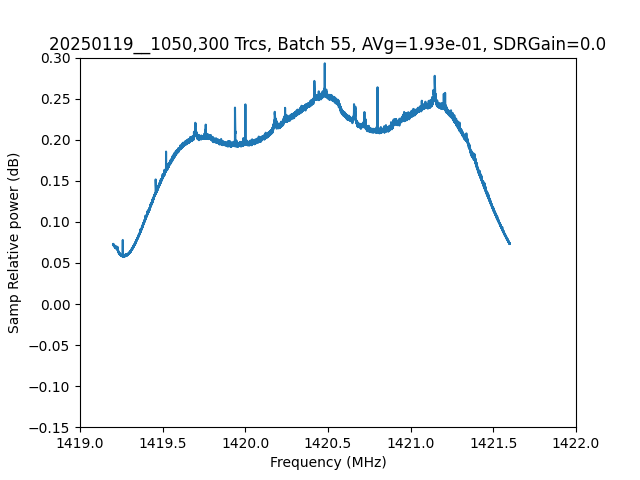 20250119__1050,300 Trcs, Batch 55, AVg=1.93e-01, SDRGain=0.0
0.30
0.25
0.20
0.15
0.10
0.05
0.00
−0.05
−0.10
−0.15
Samp Relative power (dB)
1419.0 1419.5 1420.0 1420.5 1421.0 1421.5 1422.0
Frequency (MHz)